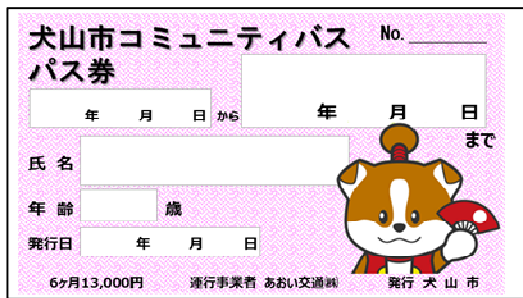 犬山市コミュニティバス No.
パス券
年 月 日 から 年 月 日
まで
氏 名
年 齢 歳
発行日 年 月 日
6ケ月13,000円 運行事業者 あおい交通㈱ 発行 犬 山 市